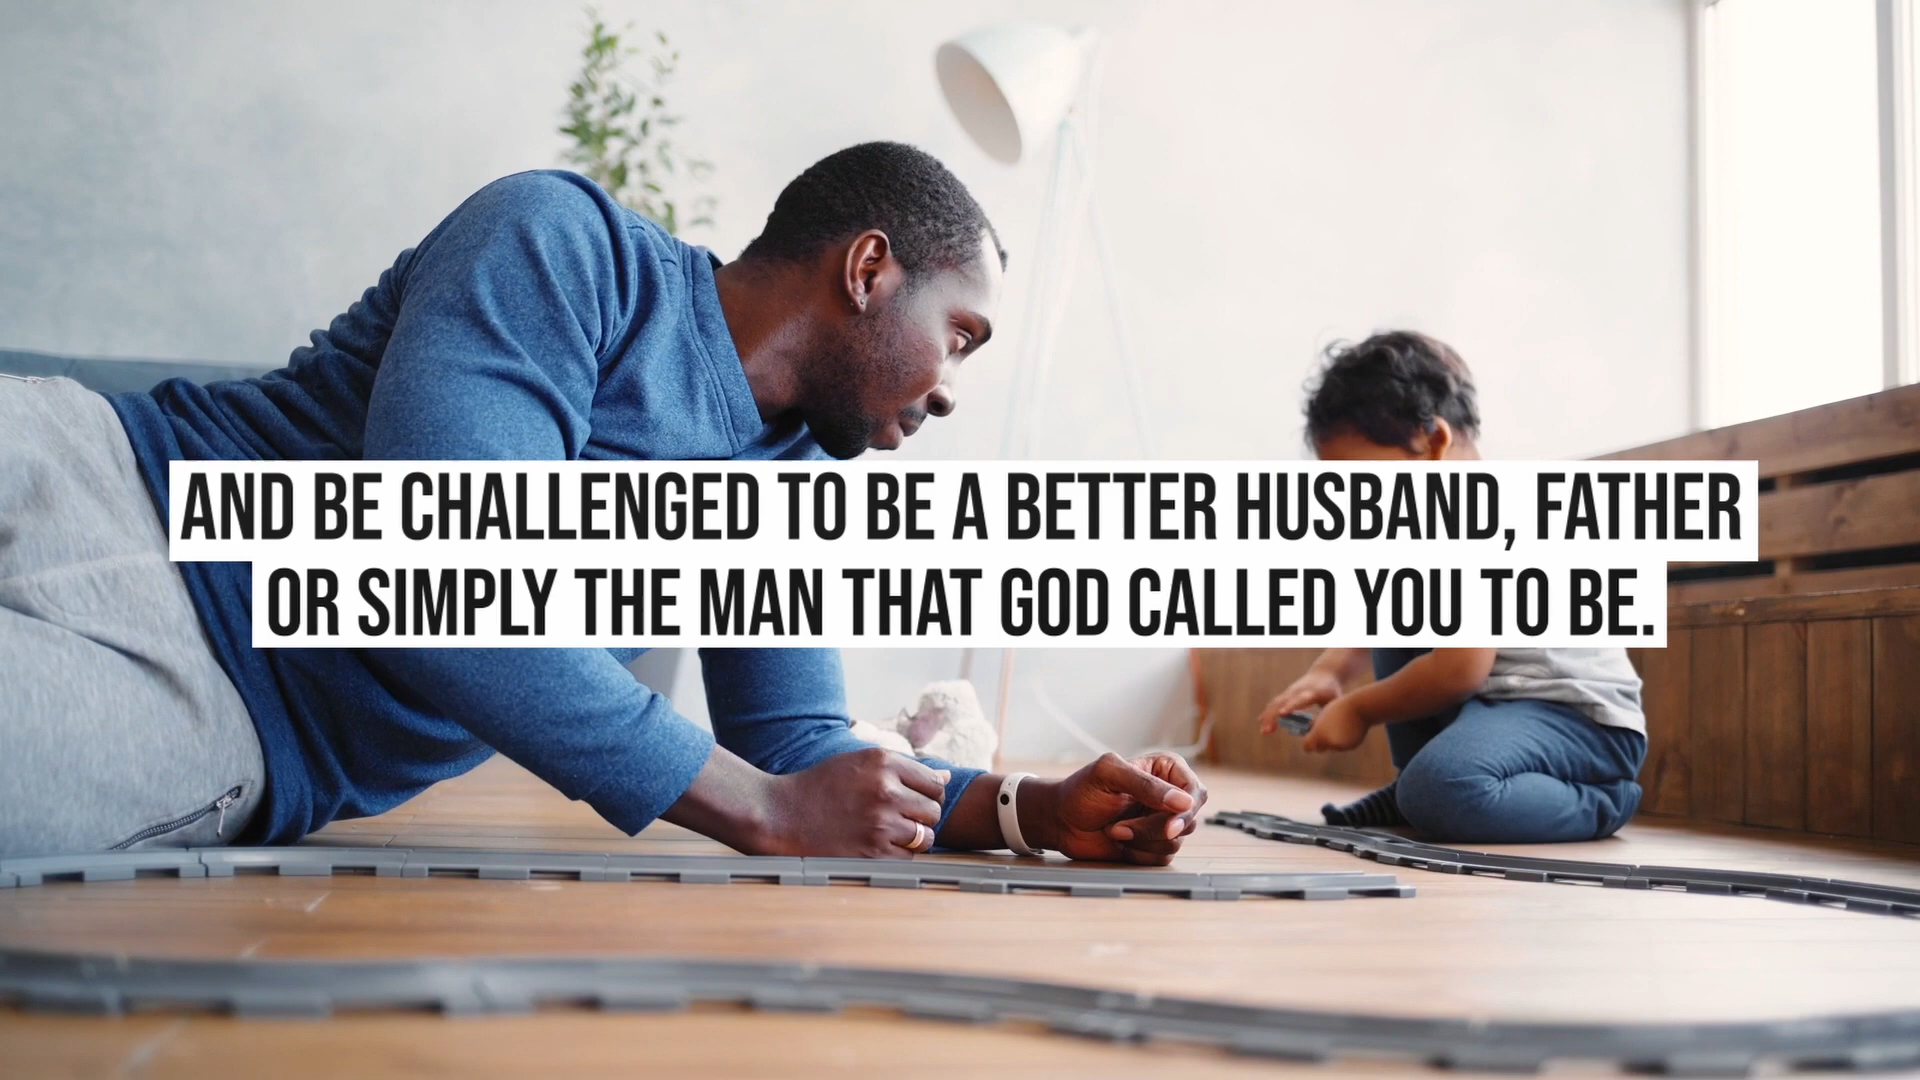 AND BE CHALLENGED TO BE A BETTER HUSBAND, FATHER
OR SIMPLY THE MAN THAT GOD CALLED YOU TO BE.